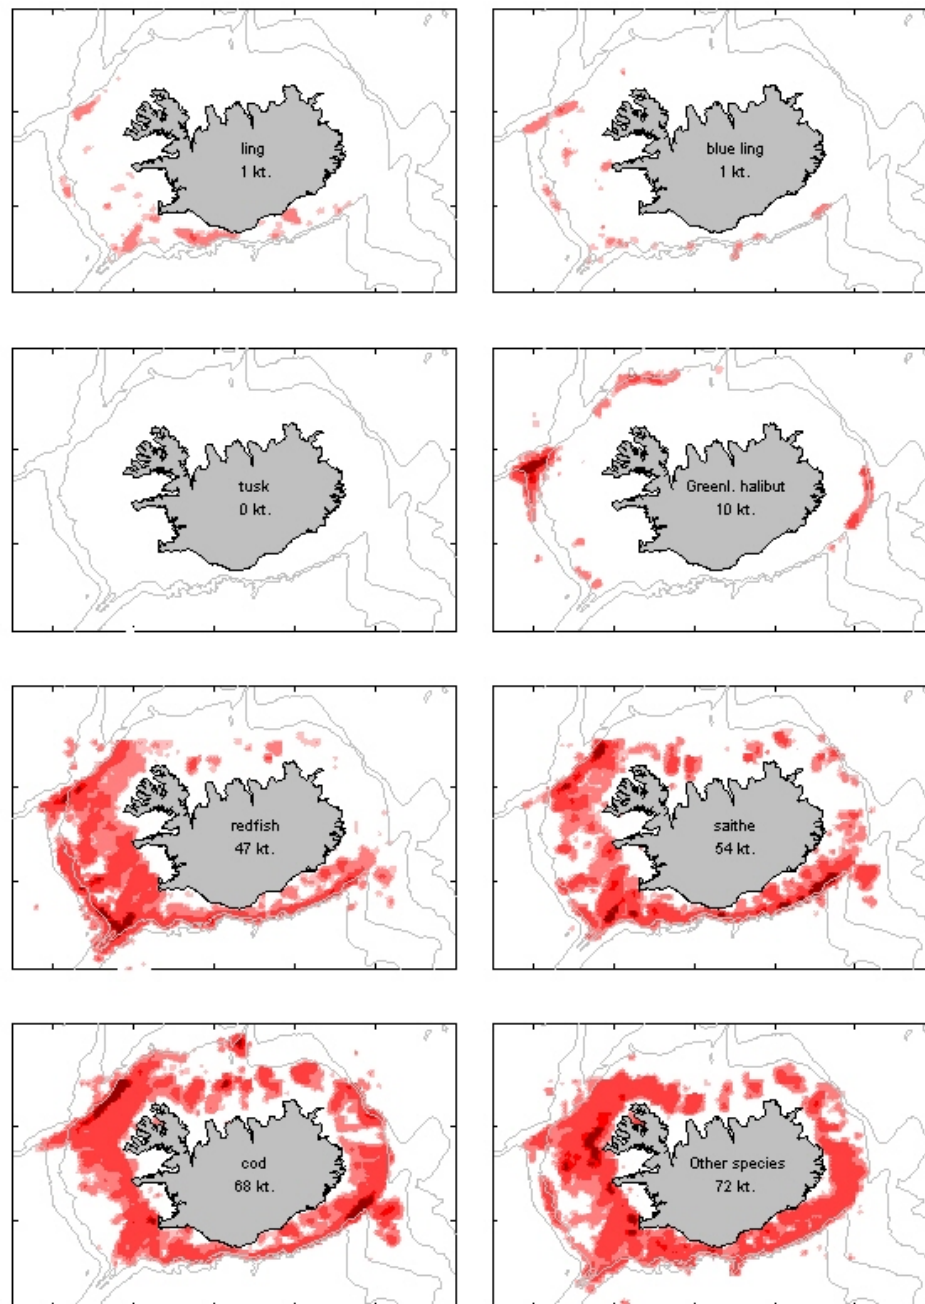 ling
1 kt.
blue ling
1 kt.
tusk
0 kt.
Greenl. halibut
10 kt.
redfish
47 kt.
saithe
54 kt.
cod
68 kt.
Other species
72 kt.